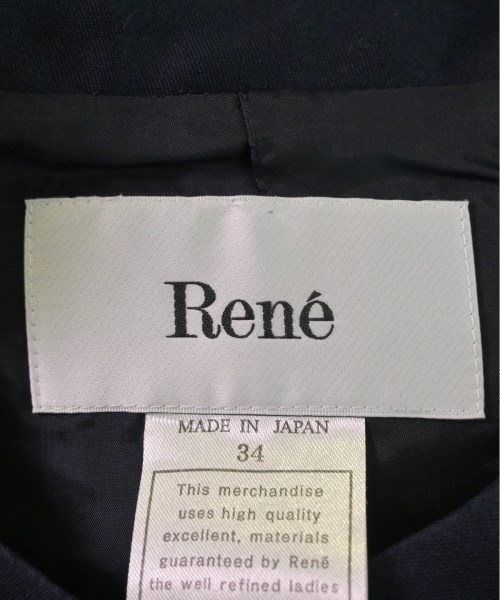 René
MADE IN JAPAN
34
This merchandise
uses high quality
excellent, materials
guaranteed by René
the well refined ladies